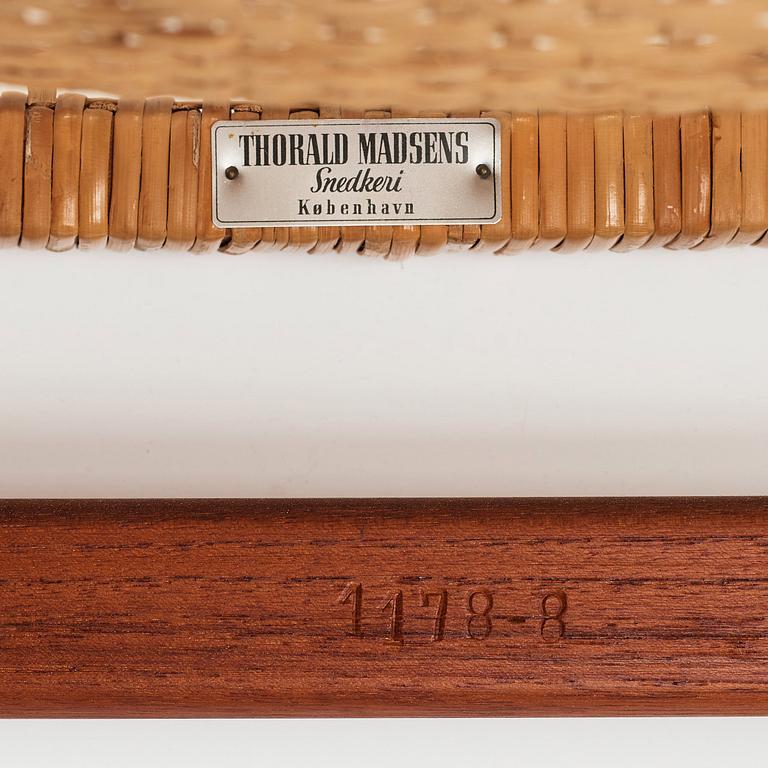 THORALD MADSENS
Snedkeri
København
1178-8